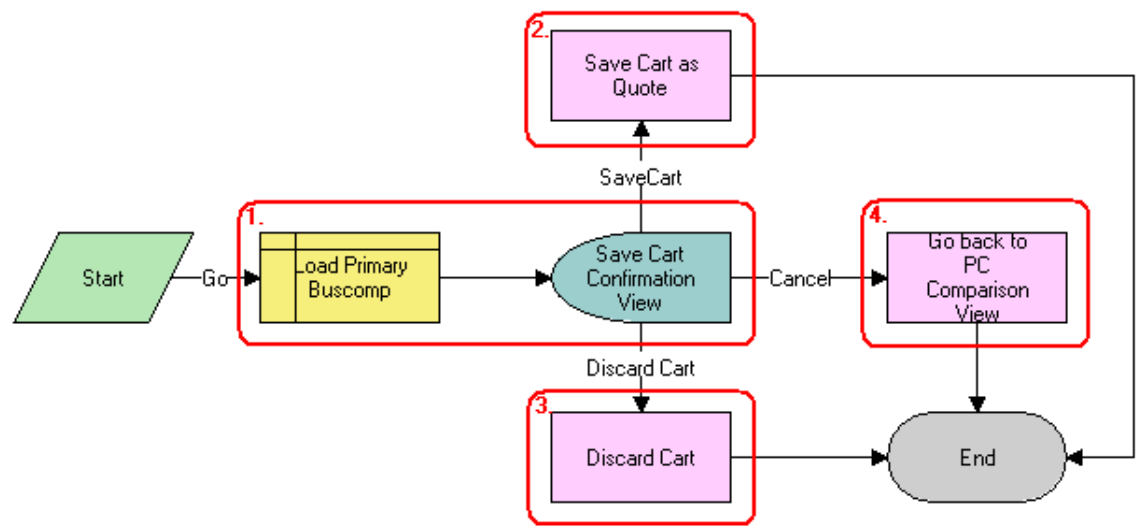 2.
Save Cart as
Quote
SaveCart
1.
4.
Start
Go
Load Primary
Buscomp
Save Cart
Confirmation
View
Cancel
Go back to
PC
Comparison
View
Discard Cart
3.
Discard Cart
End